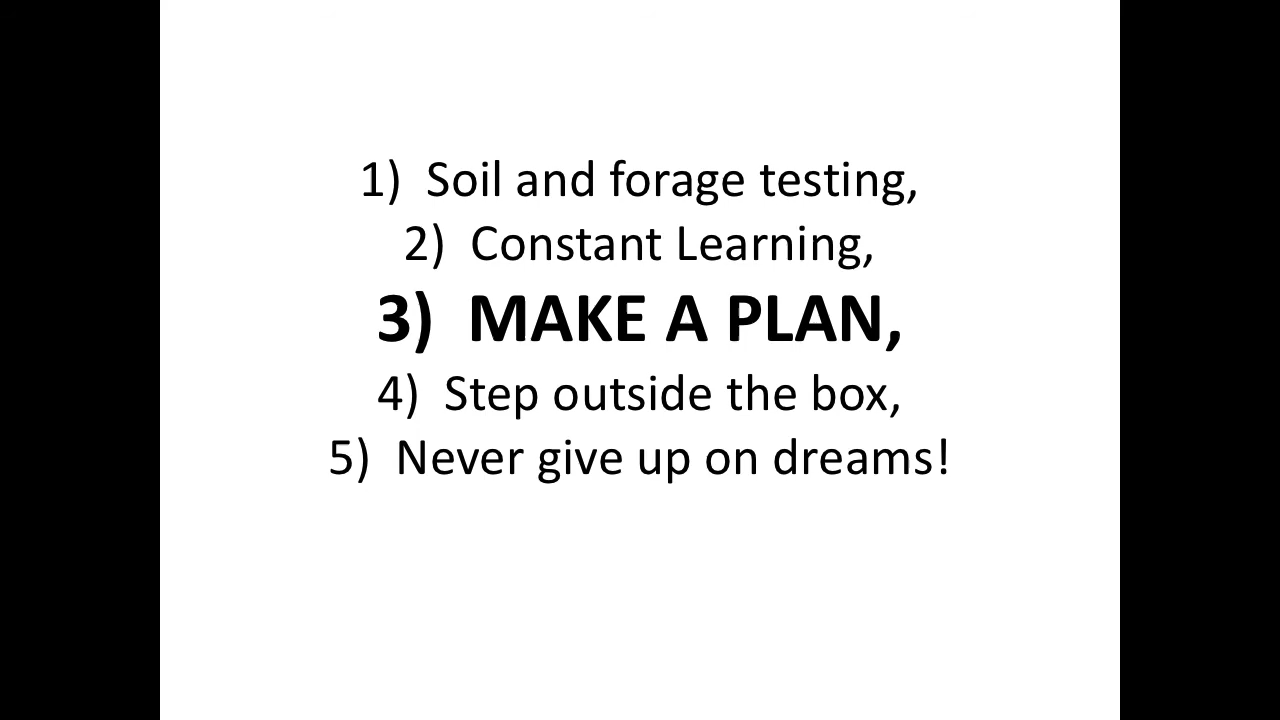 1)  Soil and forage testing,
2)  Constant Learning,
3)  MAKE A PLAN,
4)  Step outside the box,
5)  Never give up on dreams!